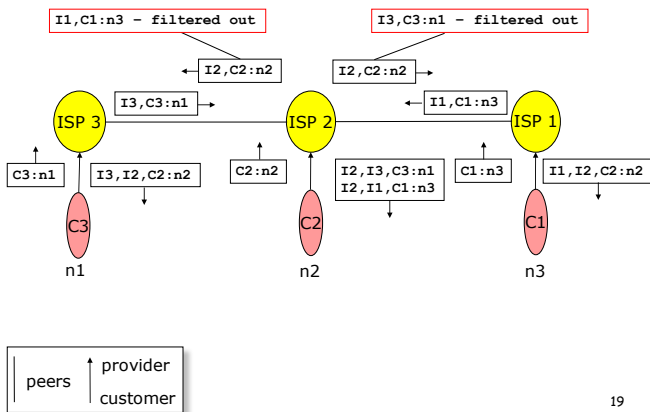 I1,C1:n3 – filtered out
I3,C3:n1 – filtered out
I2,C2:n2
I2,C2:n2
I3,C3:n1
I1,C1:n3
ISP 3
ISP 2
ISP 1
C3:n1
I3,I2,C2:n2
C2:n2
I2,I3,C3:n1
I2,I1,C1:n3
C1:n3
I1,I2,C2:n2
C3
C2
C1
n1
n2
n3
peers
provider
customer
19